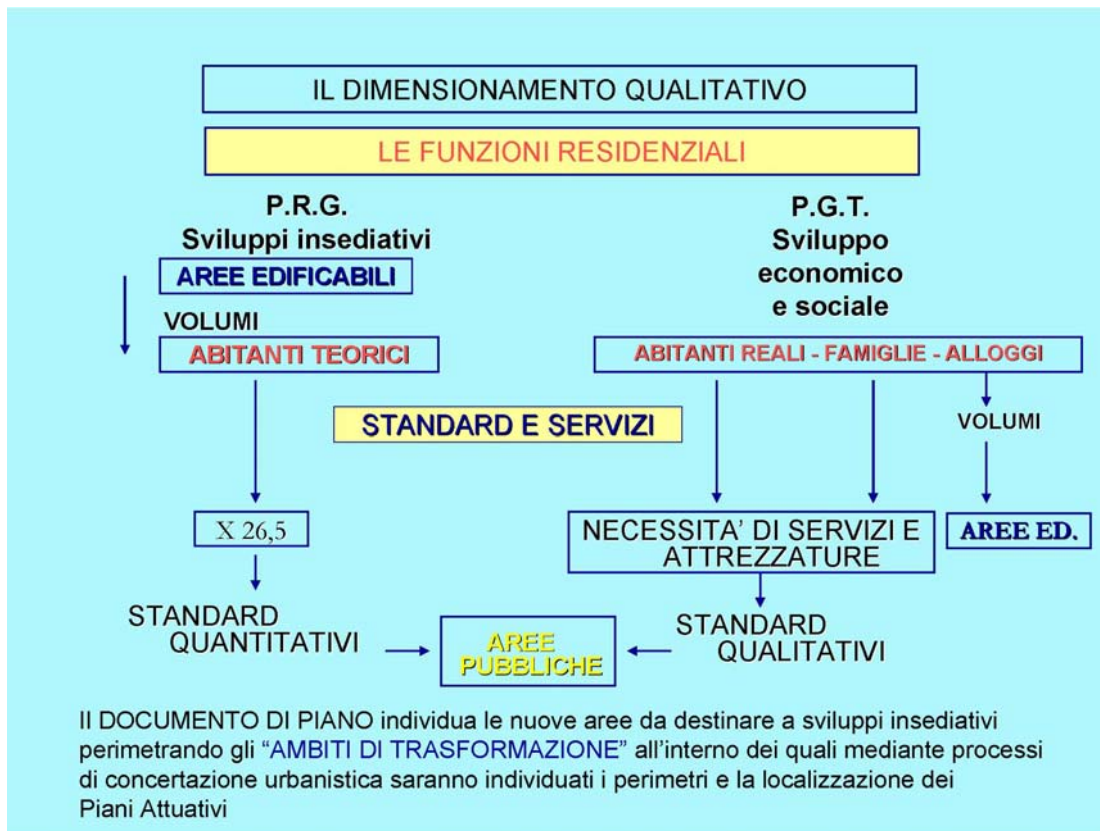 IL DIMENSIONAMENTO QUALITATIVO
LE FUNZIONI RESIDENZIALI
P.R.G.
Sviluppi insediativi
AREE EDIFICABILI
VOLUMI
ABITANTI TEORICI
P.G.T.
Sviluppo
economico
e sociale
ABITANTI REALI - FAMIGLIE - ALLOGGI
VOLUMI
STANDARD E SERVIZI
X 26,5
NECESSITA' DI SERVIZI E
ATTREZZATURE
AREE ED.
STANDARD
QUANTITATIVI
AREE
PUBBLICHE
STANDARD
QUALITATIVI
Il DOCUMENTO DI PIANO individua le nuove aree da destinare a sviluppi insediativi
perimetrando gli “AMBITI DI TRASFORMAZIONE” all’interno dei quali mediante processi
di concertazione urbanistica saranno individuati i perimetri e la localizzazione dei
Piani Attuativi